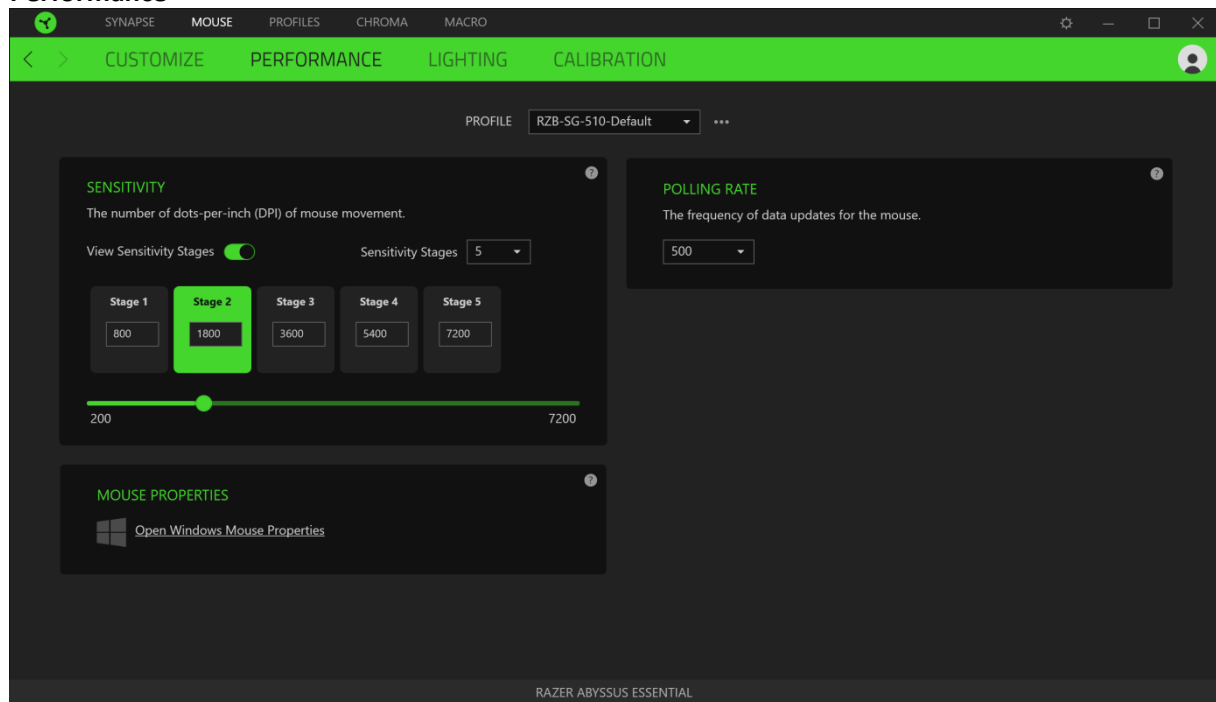 SYNAPSE MOUSE PROFILES CHROMA MACRO
CUSTOMIZE PERFORMANCE LIGHTING CALIBRATION
PROFILE RZB-SG-510-Default
SENSITIVITY
The number of dots-per-inch (DPI) of mouse movement.
View Sensitivity Stages Sensitivity Stages 5
Stage 1 Stage 2 Stage 3 Stage 4 Stage 5
800 1800 3600 5400 7200
200 7200
POLLING RATE
The frequency of data updates for the mouse.
500
MOUSE PROPERTIES
Open Windows Mouse Properties
RAZER ABYSSUS ESSENTIAL